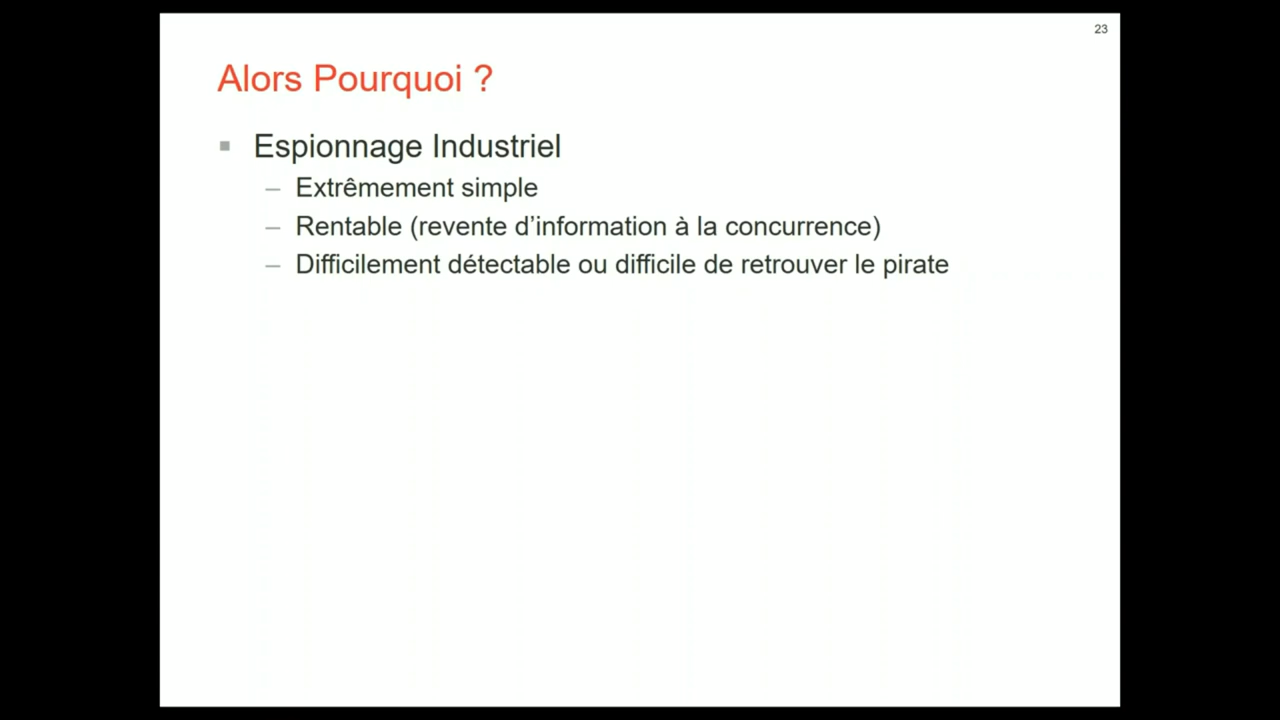 23
Alors Pourquoi ?
Espionnage Industriel
– Extrêmement simple
– Rentable (revente d’information à la concurrence)
– Difficilement détectable ou difficile de retrouver le pirate